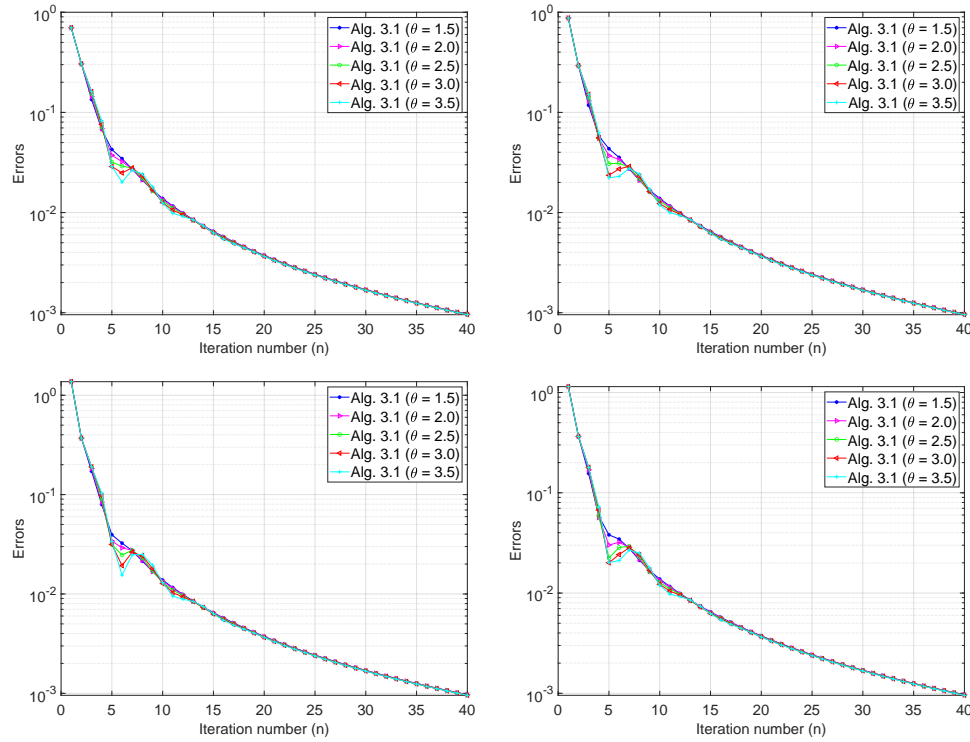 10^0
10^-1
10^-2
10^-3
Errors
0 5 10 15 20 25 30 35 40
Iteration number (n)
Alg. 3.1 (θ = 1.5)
Alg. 3.1 (θ = 2.0)
Alg. 3.1 (θ = 2.5)
Alg. 3.1 (θ = 3.0)
Alg. 3.1 (θ = 3.5)
10^0
10^-1
10^-2
10^-3
Errors
0 5 10 15 20 25 30 35 40
Iteration number (n)
Alg. 3.1 (θ = 1.5)
Alg. 3.1 (θ = 2.0)
Alg. 3.1 (θ = 2.5)
Alg. 3.1 (θ = 3.0)
Alg. 3.1 (θ = 3.5)
10^0
10^-1
10^-2
10^-3
Errors
0 5 10 15 20 25 30 35 40
Iteration number (n)
Alg. 3.1 (θ = 1.5)
Alg. 3.1 (θ = 2.0)
Alg. 3.1 (θ = 2.5)
Alg. 3.1 (θ = 3.0)
Alg. 3.1 (θ = 3.5)
10^0
10^-1
10^-2
10^-3
Errors
0 5 10 15 20 25 30 35 40
Iteration number (n)
Alg. 3.1 (θ = 1.5)
Alg. 3.1 (θ = 2.0)
Alg. 3.1 (θ = 2.5)
Alg. 3.1 (θ = 3.0)
Alg. 3.1 (θ = 3.5)